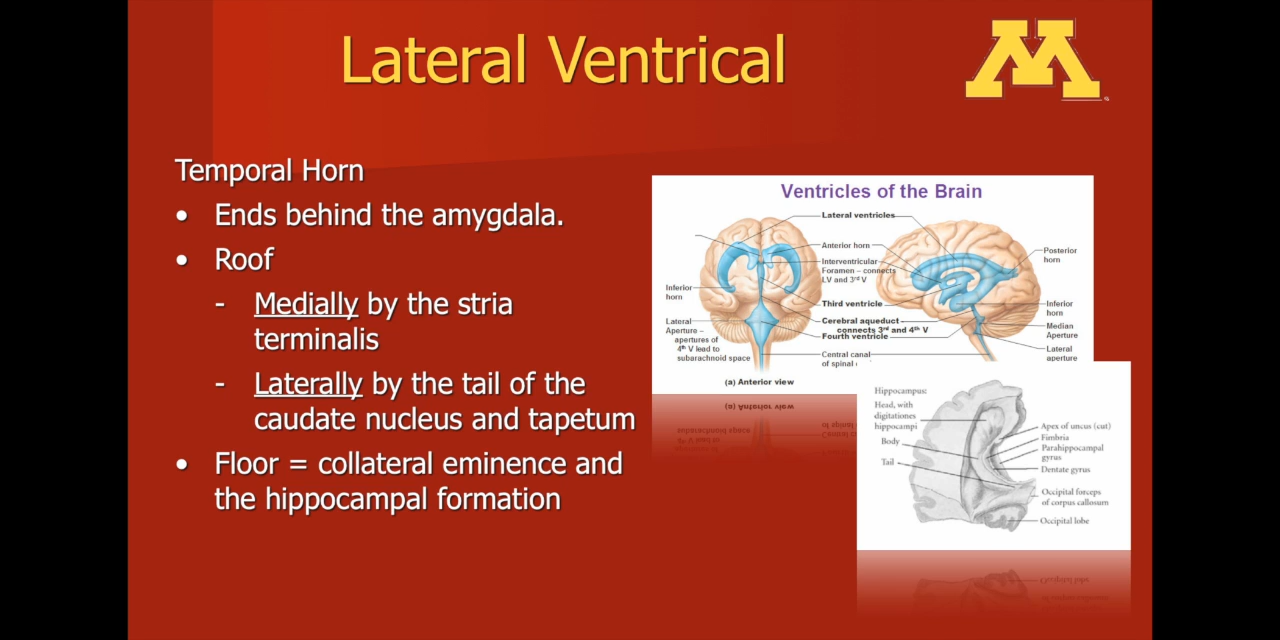 Lateral Ventrical
M
Temporal Horn
• Ends behind the amygdala.
• Roof
- Medially by the stria
terminalis
- Laterally by the tail of the
caudate nucleus and tapetum
• Floor = collateral eminence and
the hippocampal formation
Ventricles of the Brain
Lateral ventricles
Anterior horn
Interventricular
Foramen – connects
LV and 3rd V
Third ventricle
Cerebral aqueduct
connects 3rd and 4th V
Fourth ventricle
Central canal
of spinal
Inferior
horn
Lateral
Aperture –
apertures of
4th V lead to
subarachnoid space
(a) Anterior view
Posterior
horn
Inferior
horn
Median
Aperture
Lateral
aperture
(a) Anterior view
Hippocampus:
Head, with
digitationes
hippocampi
Body
Tail
Apex of uncus (cut)
Fimbria
Parahippocampal
gyrus
Dentate gyrus
Occipital forceps
of corpus callosum
Occipital lobe